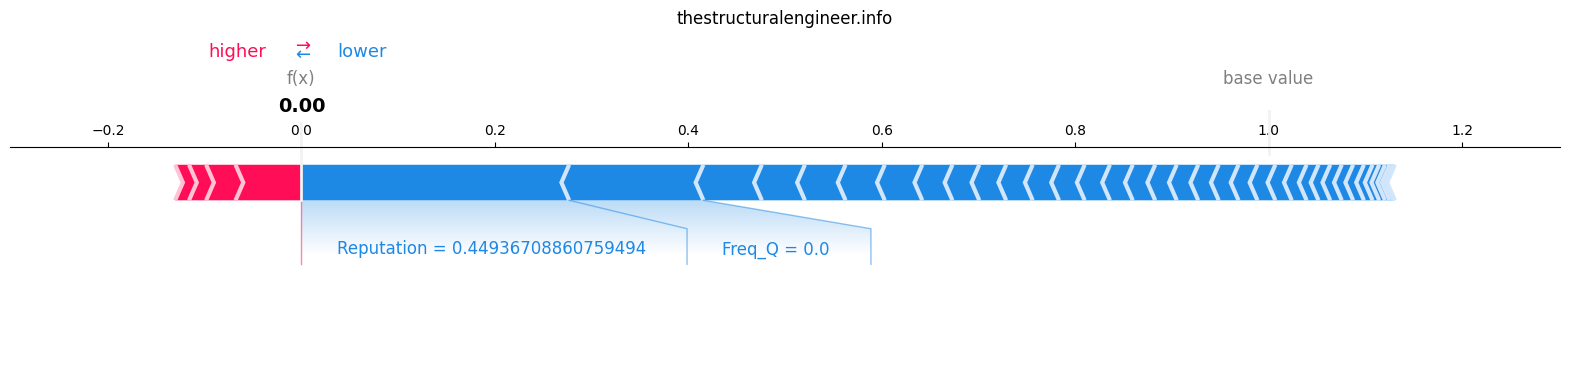 thestructuralengineer.info
higher ⇄ lower
f(x) base value
0.00
−0.2 0.0 0.2 0.4 0.6 0.8 1.0 1.2
Reputation = 0.44936708860759494 Freq_Q = 0.0